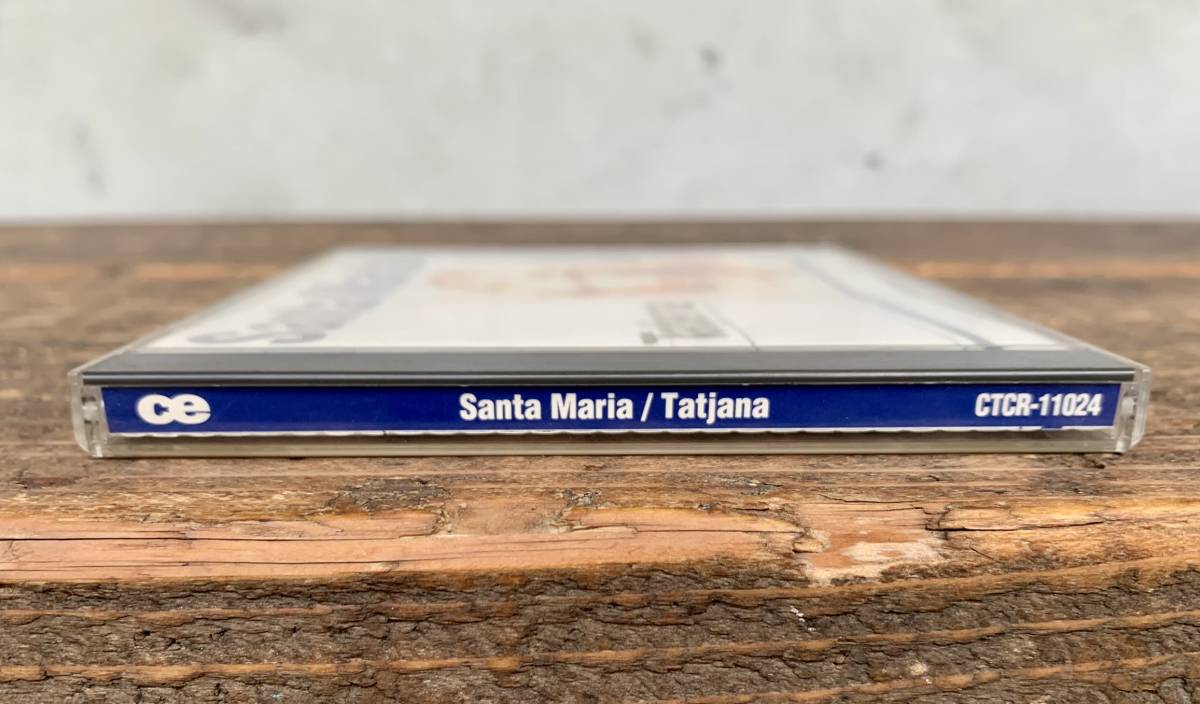 ce
Santa Maria / Tatjana
CTCR-11024